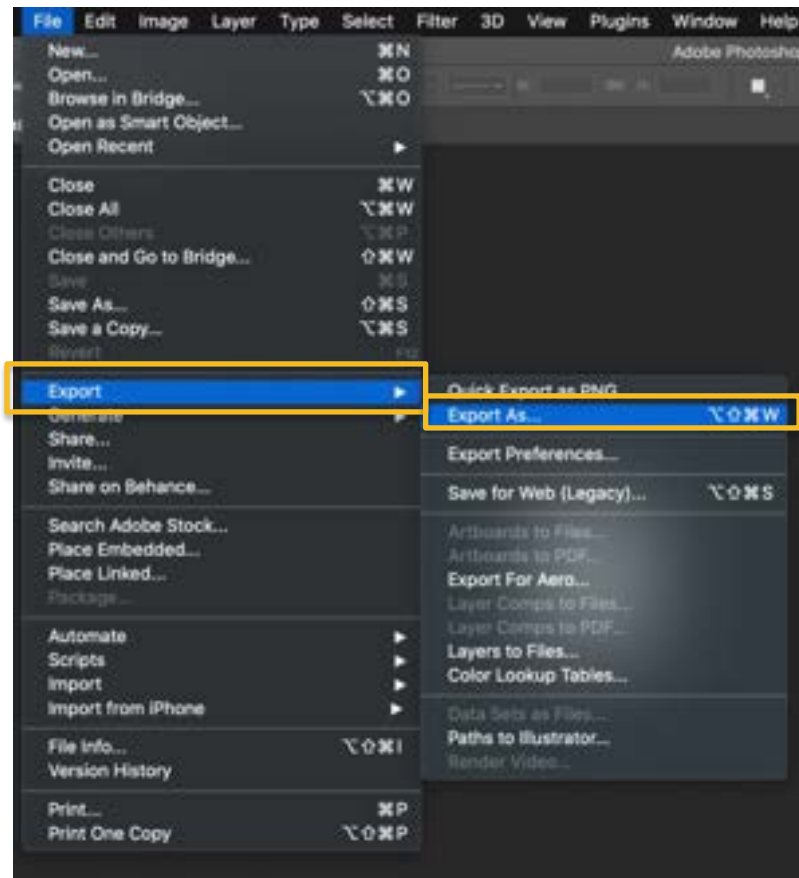 File Edit Image Layer Type Select Filter 3D View Plugins Window Help
Adobe Photosho
New... ⌘N
Open... ⌘O
Browse in Bridge... ⌥⌘O
Open as Smart Object...
Open Recent ▶
Close ⌘W
Close All ⌥⌘W
Close Others ⌥⌘P
Close and Go to Bridge... ⇧⌘W
Save ⌘S
Save As... ⇧⌘S
Save a Copy... ⌥⌘S
Revert F12
Export ▶
Generate ▶
Share...
Invite...
Share on Behance...
Search Adobe Stock...
Place Embedded...
Place Linked...
Package...
Automate ▶
Scripts ▶
Import ▶
Import from iPhone ▶
File Info... ⌥⇧⌘I
Version History
Print... ⌘P
Print One Copy ⌥⇧⌘P
Quick Export as PNG
Export As... ⌥⇧⌘W
Export Preferences...
Save for Web (Legacy)... ⌥⇧⌘S
Artboards to Files...
Artboards to PDF...
Export For Aero...
Layer Comps to Files...
Layer Comps to PDF...
Layers to Files...
Color Lookup Tables...
Data Sets as Files...
Paths to Illustrator...
Render Video...